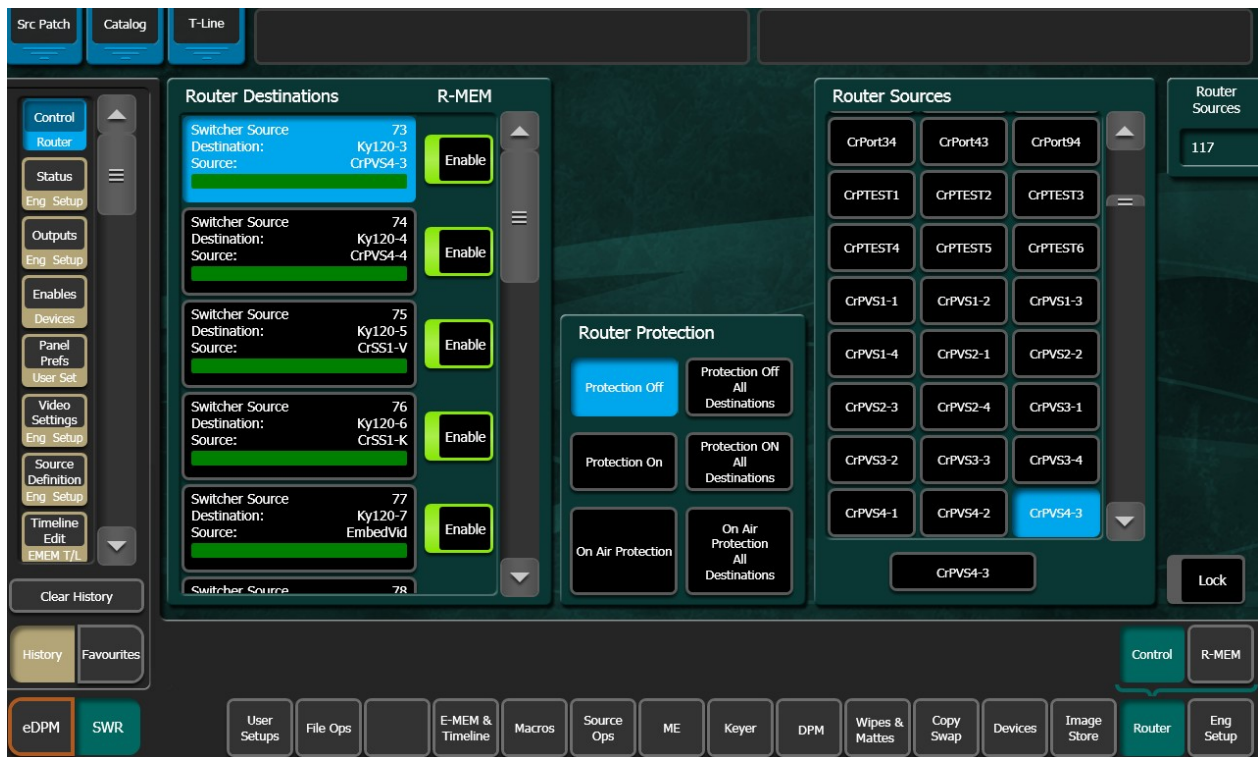 Src Patch
Catalog
T-Line
Control
Router
Status
Eng Setup
Outputs
Eng Setup
Enables
Devices
Panel
Prefs
User Set
Video
Settings
Eng Setup
Source
Definition
Eng Setup
Timeline
Edit
EMEM T/L
Clear History
History
Favourites
Router Destinations R-MEM
Switcher Source 73
Destination: Ky120-3
Source: CrPVS4-3
Enable
Switcher Source 74
Destination: Ky120-4
Source: CrPVS4-4
Enable
Switcher Source 75
Destination: Ky120-5
Source: CrSS1-V
Enable
Switcher Source 76
Destination: Ky120-6
Source: CrSS1-K
Enable
Switcher Source 77
Destination: Ky120-7
Source: EmbedVid
Enable
Switcher Source 78
Router Protection
Protection Off
Protection Off
All
Destinations
Protection On
Protection ON
All
Destinations
On Air Protection
On Air
Protection
All
Destinations
Router Sources
CrPort34 CrPort43 CrPort94
CrPTEST1 CrPTEST2 CrPTEST3
CrPTEST4 CrPTEST5 CrPTEST6
CrPVS1-1 CrPVS1-2 CrPVS1-3
CrPVS1-4 CrPVS2-1 CrPVS2-2
CrPVS2-3 CrPVS2-4 CrPVS3-1
CrPVS3-2 CrPVS3-3 CrPVS3-4
CrPVS4-1 CrPVS4-2 CrPVS4-3
CrPVS4-3
Router
Sources
117
Lock
Control
R-MEM
eDPM
SWR
User
Setups
File Ops
E-MEM &
Timeline
Macros
Source
Ops
ME
Keyer
DPM
Wipes &
Mattes
Copy
Swap
Devices
Image
Store
Router
Eng
Setup